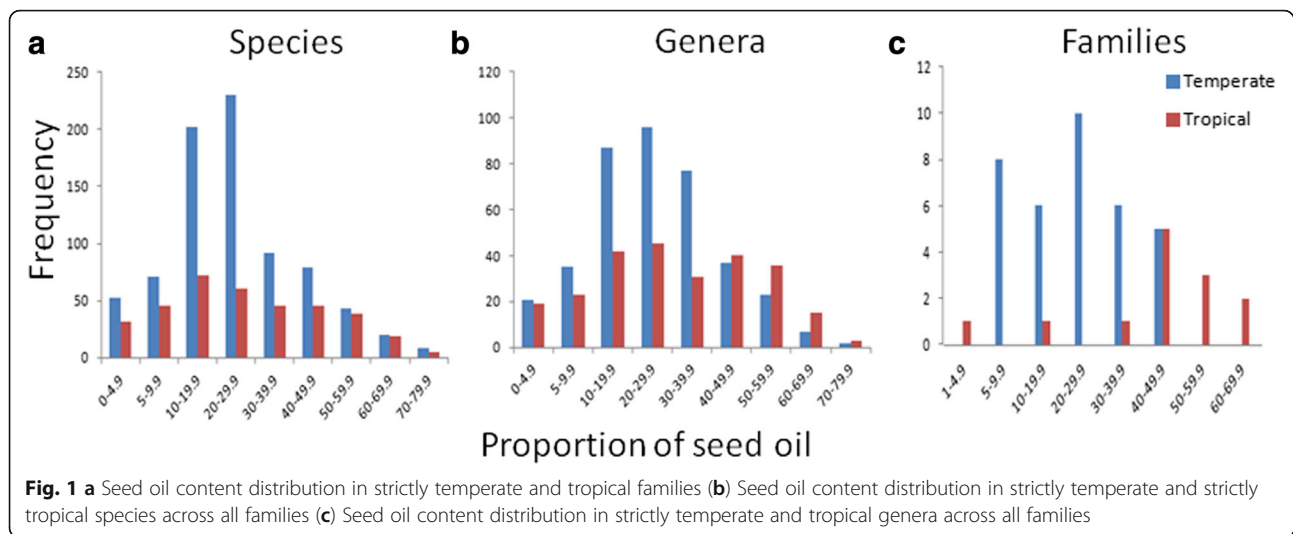 a Species
b Genera
c Families
250
200
150
100
50
0
120
100
80
60
40
20
0
12
10
8
6
4
2
0
Temperate
Tropical
Frequency
0-4.9 5-9.9 10-19.9 20-29.9 30-39.9 40-49.9 50-59.9 60-69.9 70-79.9
0-4.9 5-9.9 10-19.9 20-29.9 30-39.9 40-49.9 50-59.9 60-69.9 70-79.9
1-4.9 5-9.9 10-19.9 20-29.9 30-39.9 40-49.9 50-59.9 60-69.9
Proportion of seed oil
Fig. 1 a Seed oil content distribution in strictly temperate and tropical families (b) Seed oil content distribution in strictly temperate and strictly
tropical species across all families (c) Seed oil content distribution in strictly temperate and tropical genera across all families